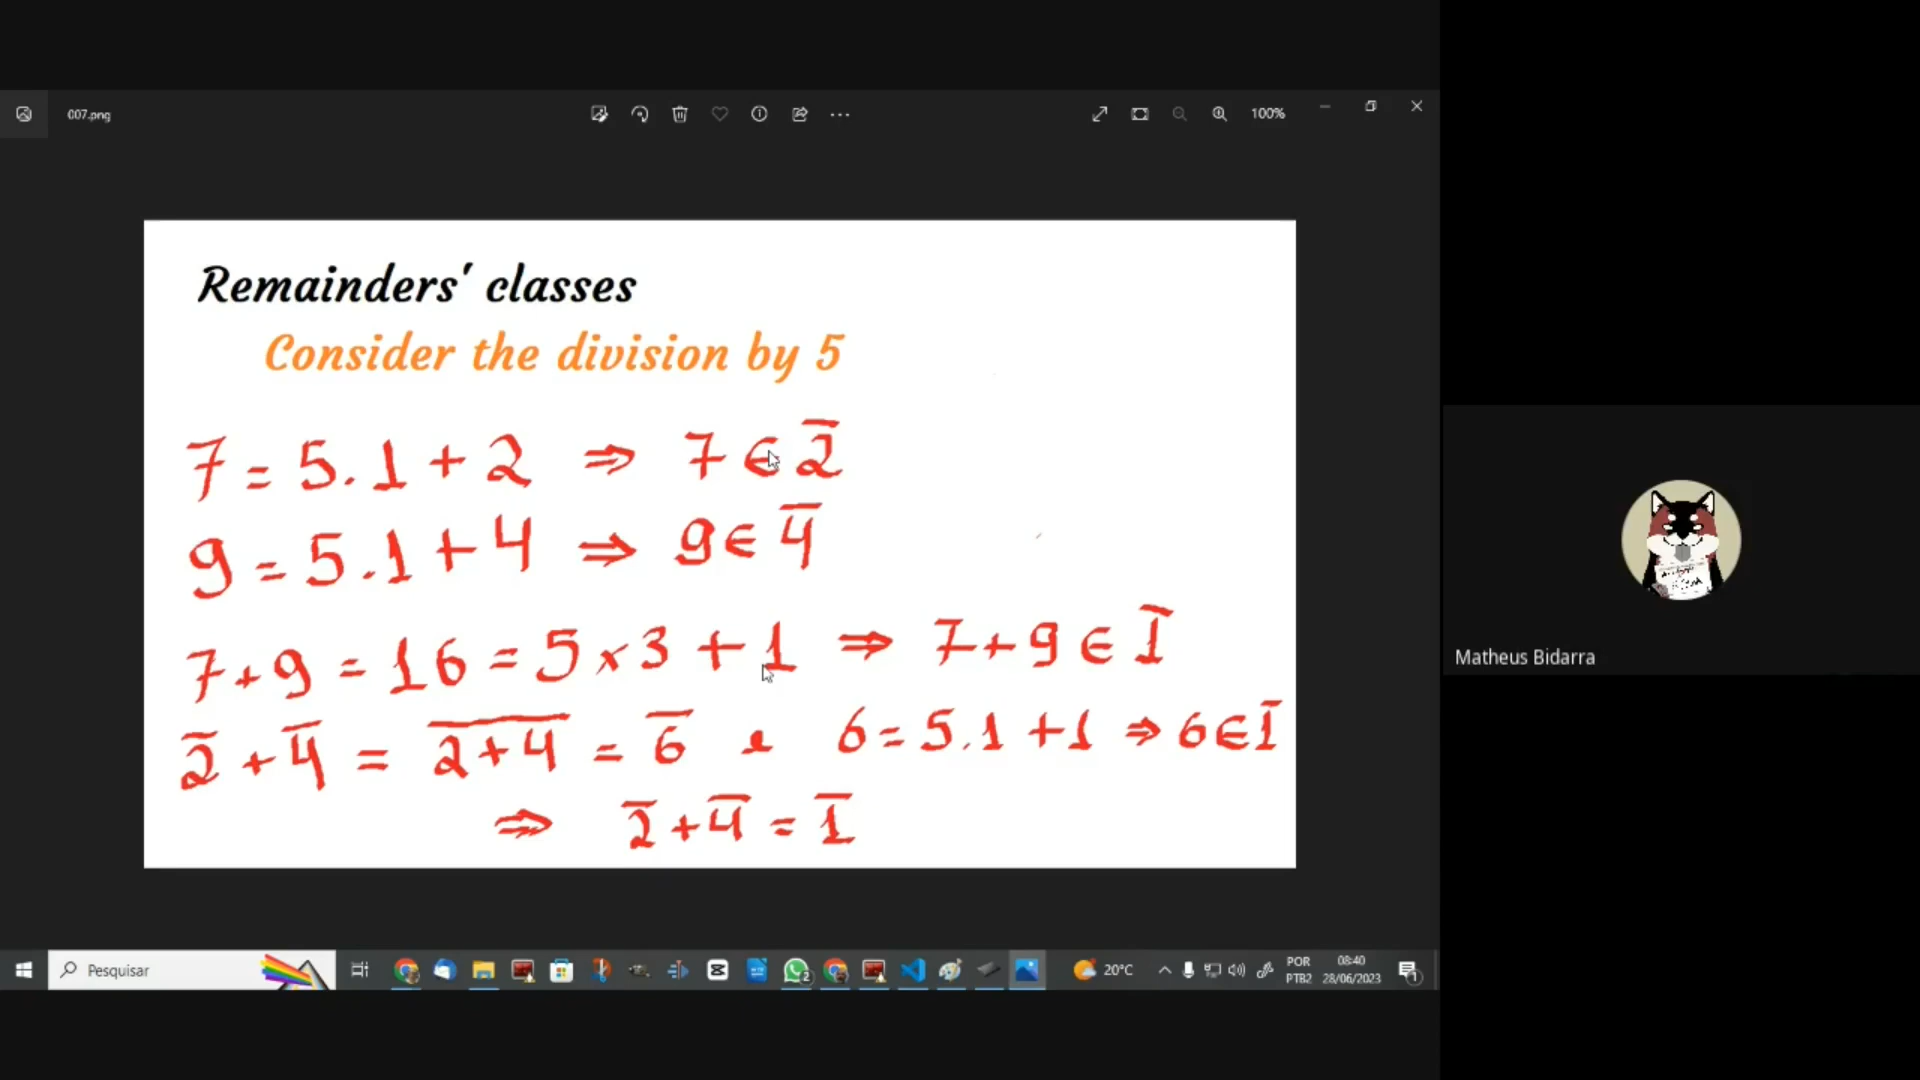 007.png
100%
Remainders' classes
Consider the division by 5
7 = 5.1 + 2 ⇒ 7 ∈ 2̅
9 = 5.1 + 4 ⇒ 9 ∈ 4̅
7 + 9 = 16 = 5 × 3 + 1 ⇒ 7 + 9 ∈ 1̅
2̅ + 4̅ = 2̅+̅4̅ = 6̅ e 6 = 5.1 + 1 ⇒ 6 ∈ 1̅
⇒ 2̅ + 4̅ = 1̅
Matheus Bidarra
Pesquisar
2
20°C
POR
PTB2
08:40
28/06/2023
1